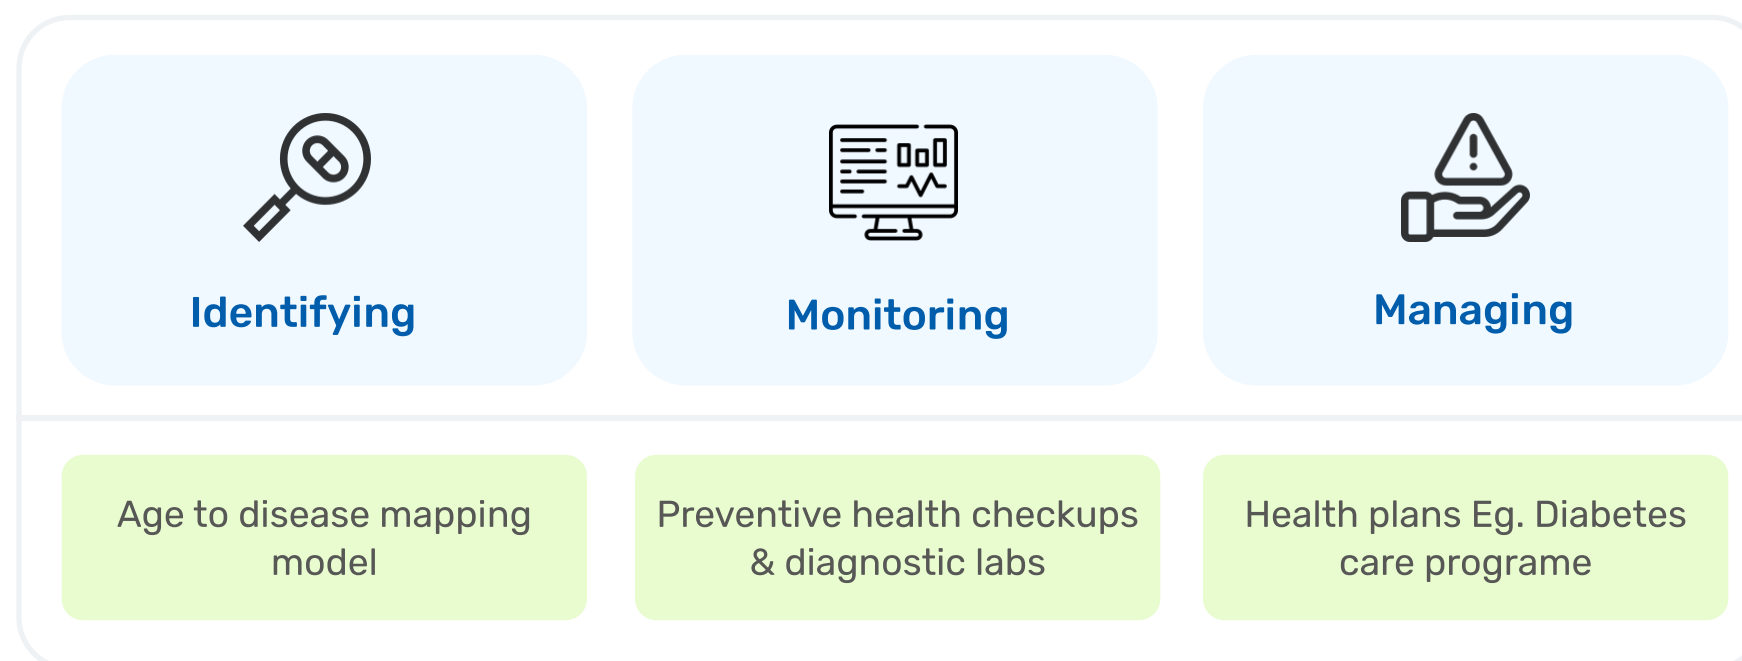 Identifying
Monitoring
Managing
Age to disease mapping
model
Preventive health checkups
& diagnostic labs
Health plans Eg. Diabetes
care programe